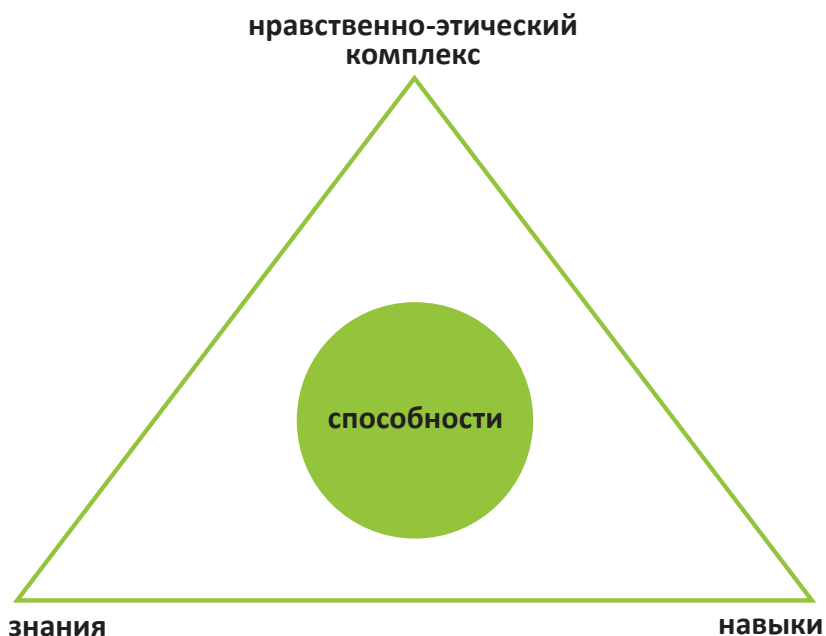 нравственно-этический
комплекс
способности
знания
навыки